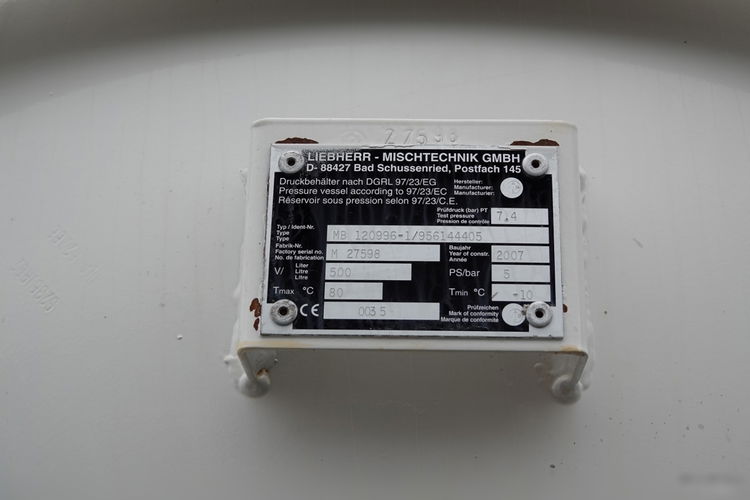 LIEBHERR - MISCHTECHNIK GMBH
D- 88427 Bad Schussenried, Postfach 145
Druckbehälter nach DGRL 97/23/EG
Pressure vessel according to 97/23/EC
Réservoir sous pression selon 97/23/C.E.
Hersteller:
Manufacturer:
Manufacturier:
Prüfdruck (bar) PT
Test pressure
Pression de contrôle
7.4
Typ / Ident-Nr.
Type
Type
MB 120996-1/956144405
Fabrik-Nr.
Factory serial no.
No. de fabrication
M 27598
Baujahr
Year of constr.
Année
2007
V/
Liter
Litre
Litre
500
PS/bar
5
Tmax °C
80
Tmin °C
-10
CE
0035
Prüfzeichen
Mark of conformity
Marque de conformite